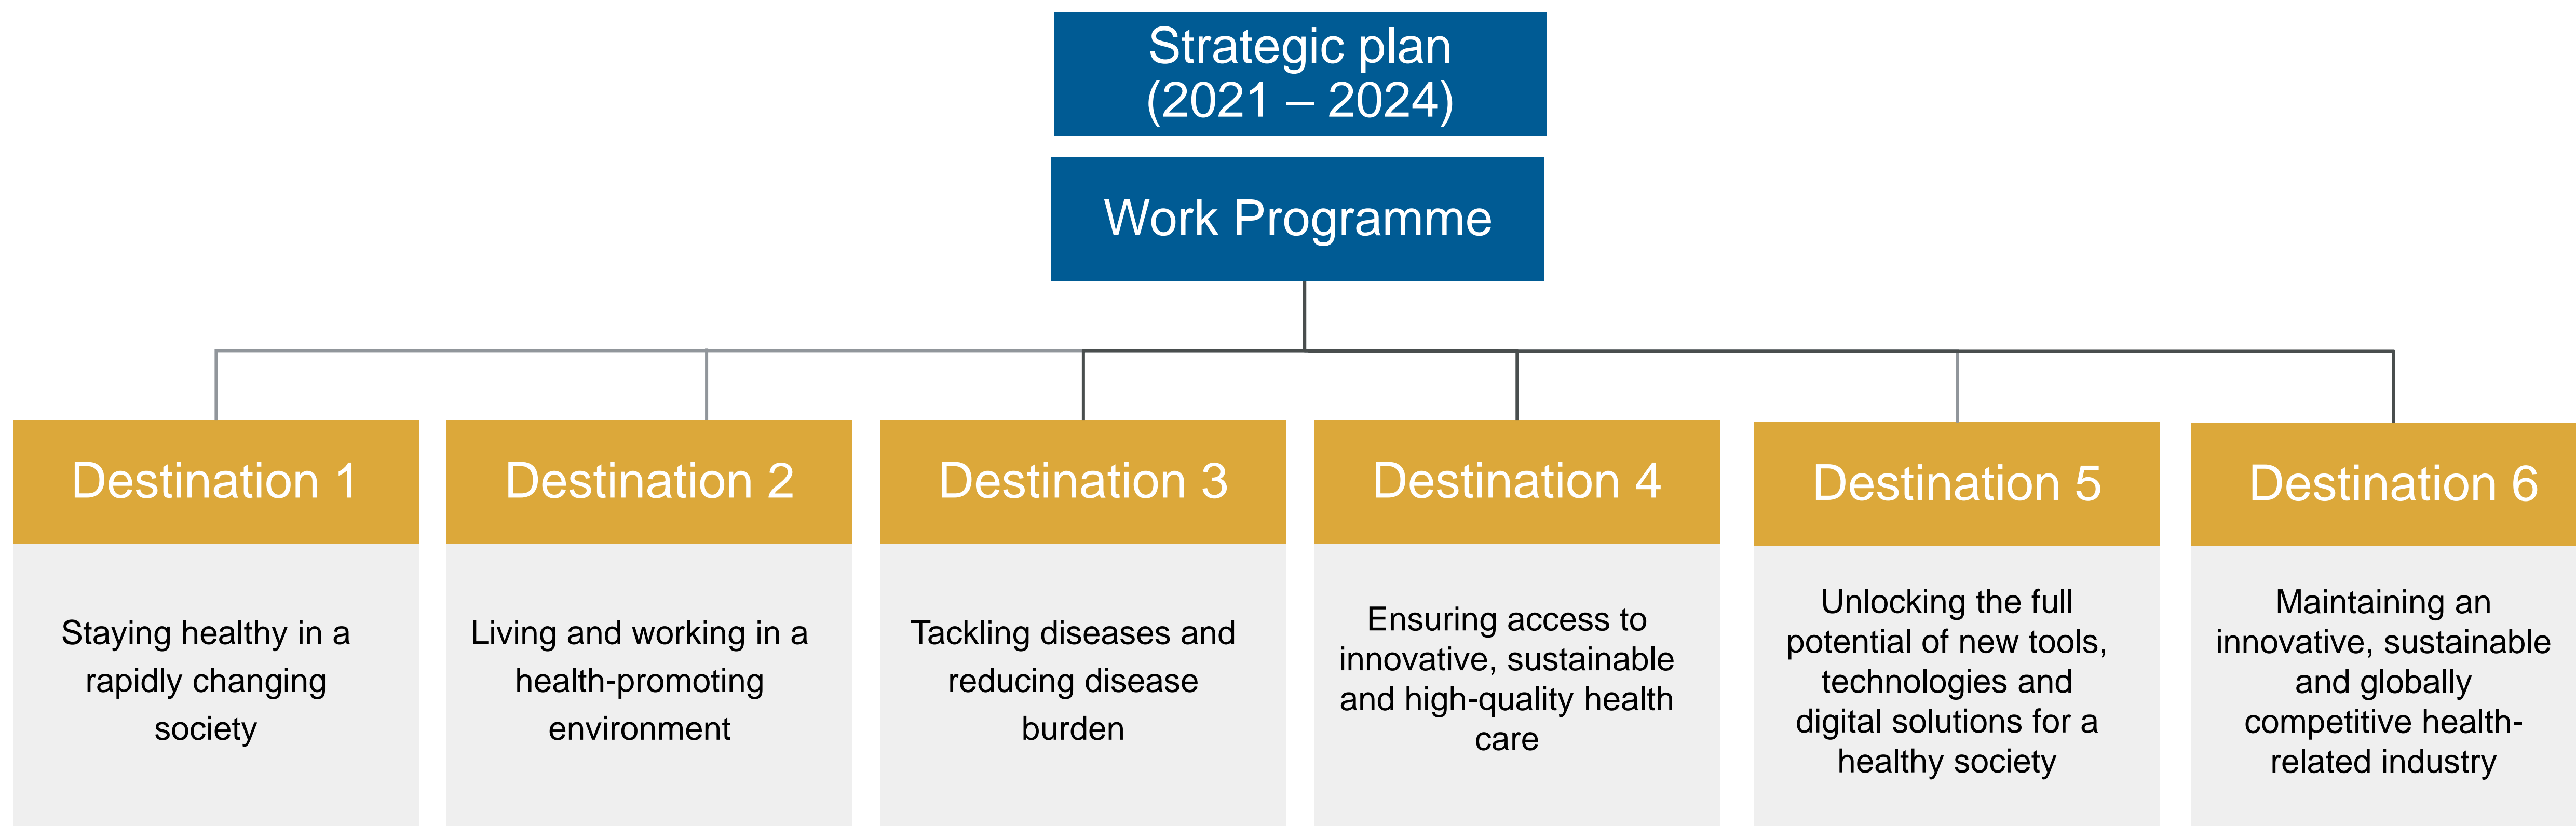 Strategic plan
(2021 – 2024)
Work Programme
Destination 1
Staying healthy in a
rapidly changing
society
Destination 2
Living and working in a
health-promoting
environment
Destination 3
Tackling diseases and
reducing disease
burden
Destination 4
Ensuring access to
innovative, sustainable
and high-quality health
care
Destination 5
Unlocking the full
potential of new tools,
technologies and
digital solutions for a
healthy society
Destination 6
Maintaining an
innovative, sustainable
and globally
competitive health-
related industry